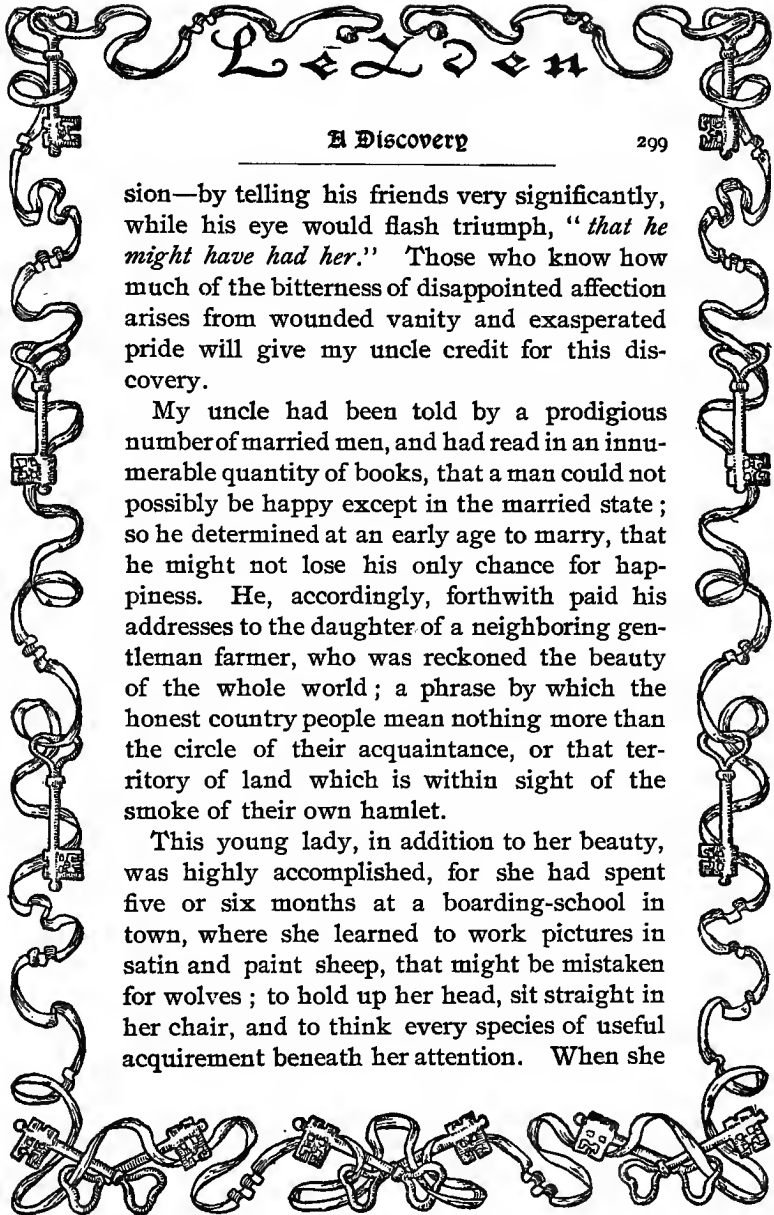 Leyden
A Discovery 299
sion—by telling his friends very significantly,
while his eye would flash triumph, “ that he
might have had her.” Those who know how
much of the bitterness of disappointed affection
arises from wounded vanity and exasperated
pride will give my uncle credit for this dis-
covery.
My uncle had been told by a prodigious
number of married men, and had read in an innu-
merable quantity of books, that a man could not
possibly be happy except in the married state ;
so he determined at an early age to marry, that
he might not lose his only chance for hap-
piness. He, accordingly, forthwith paid his
addresses to the daughter of a neighboring gen-
tleman farmer, who was reckoned the beauty
of the whole world ; a phrase by which the
honest country people mean nothing more than
the circle of their acquaintance, or that ter-
ritory of land which is within sight of the
smoke of their own hamlet.
This young lady, in addition to her beauty,
was highly accomplished, for she had spent
five or six months at a boarding-school in
town, where she learned to work pictures in
satin and paint sheep, that might be mistaken
for wolves ; to hold up her head, sit straight in
her chair, and to think every species of useful
acquirement beneath her attention. When she